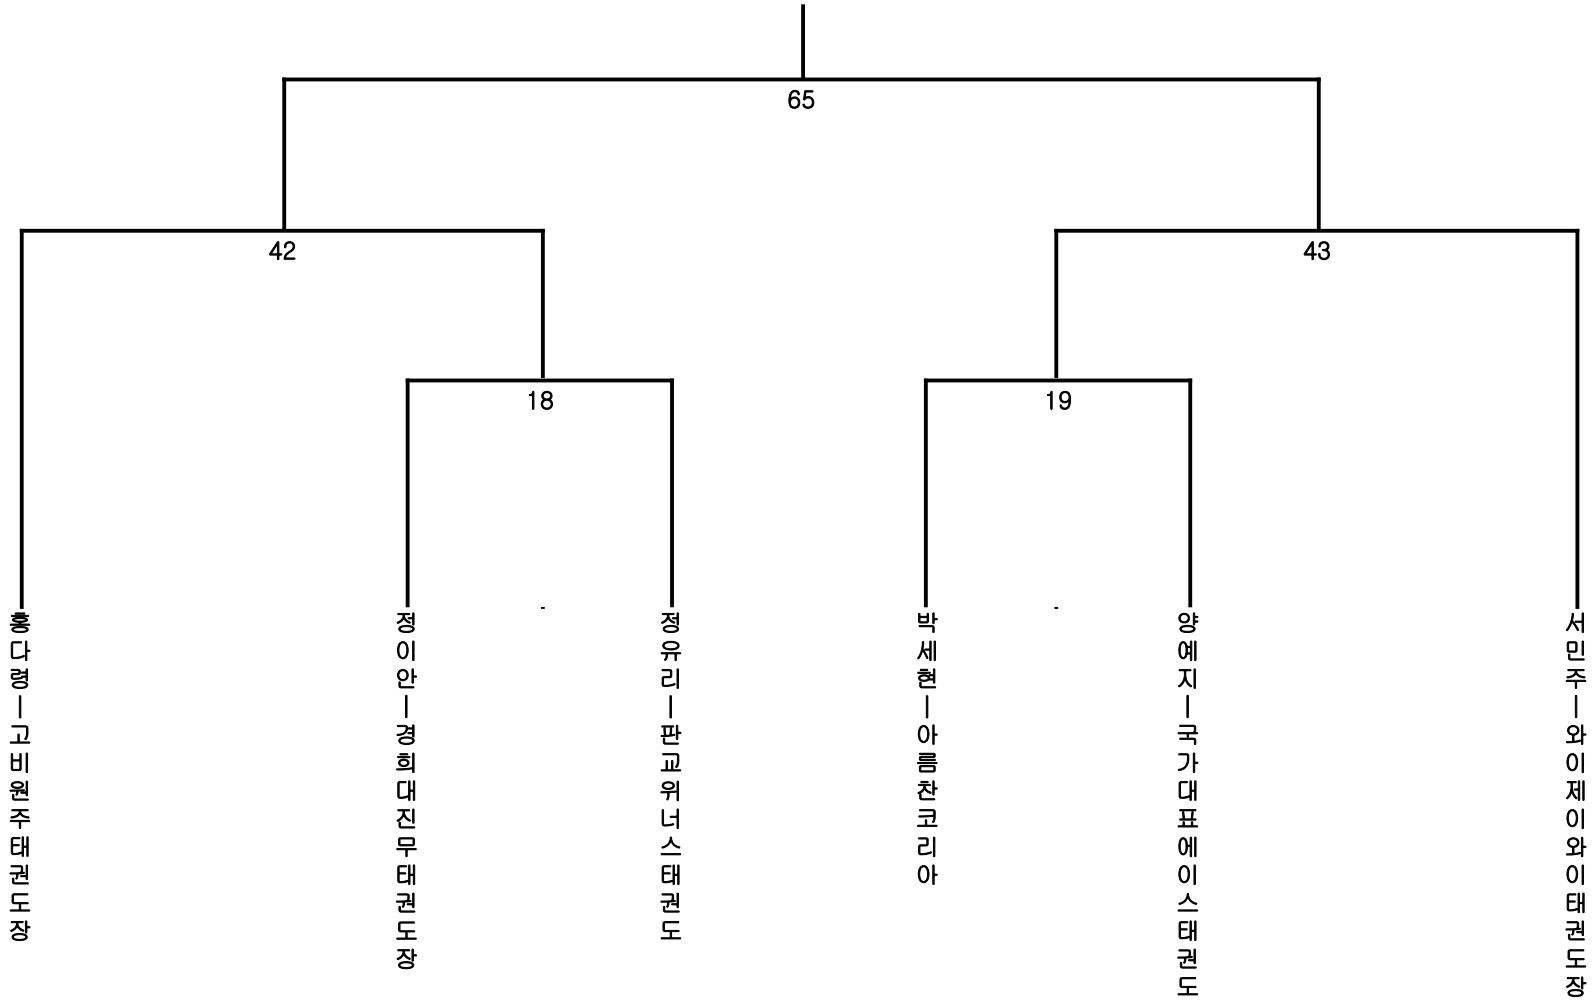 65
42
43
18
19
홍다령-고비원주태권도장
정이안-경희대진무태권도장
-
정유리-판교위너스태권도
박세현-아름찬코리아
-
양예지-국가대표에이스태권도
서민주-와이제이와이태권도장